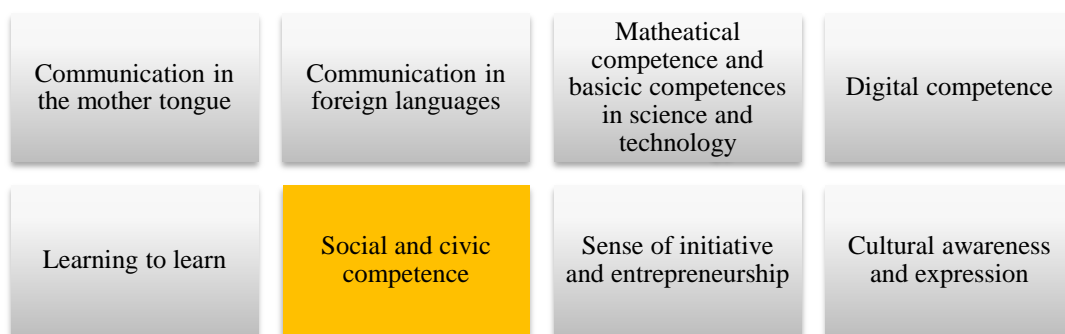 Communication in
the mother tongue
Communication in
foreign languages
Matheatical
competence and
basicic competences
in science and
technology
Digital competence
Learning to learn
Social and civic
competence
Sense of initiative
and entrepreneurship
Cultural awareness
and expression